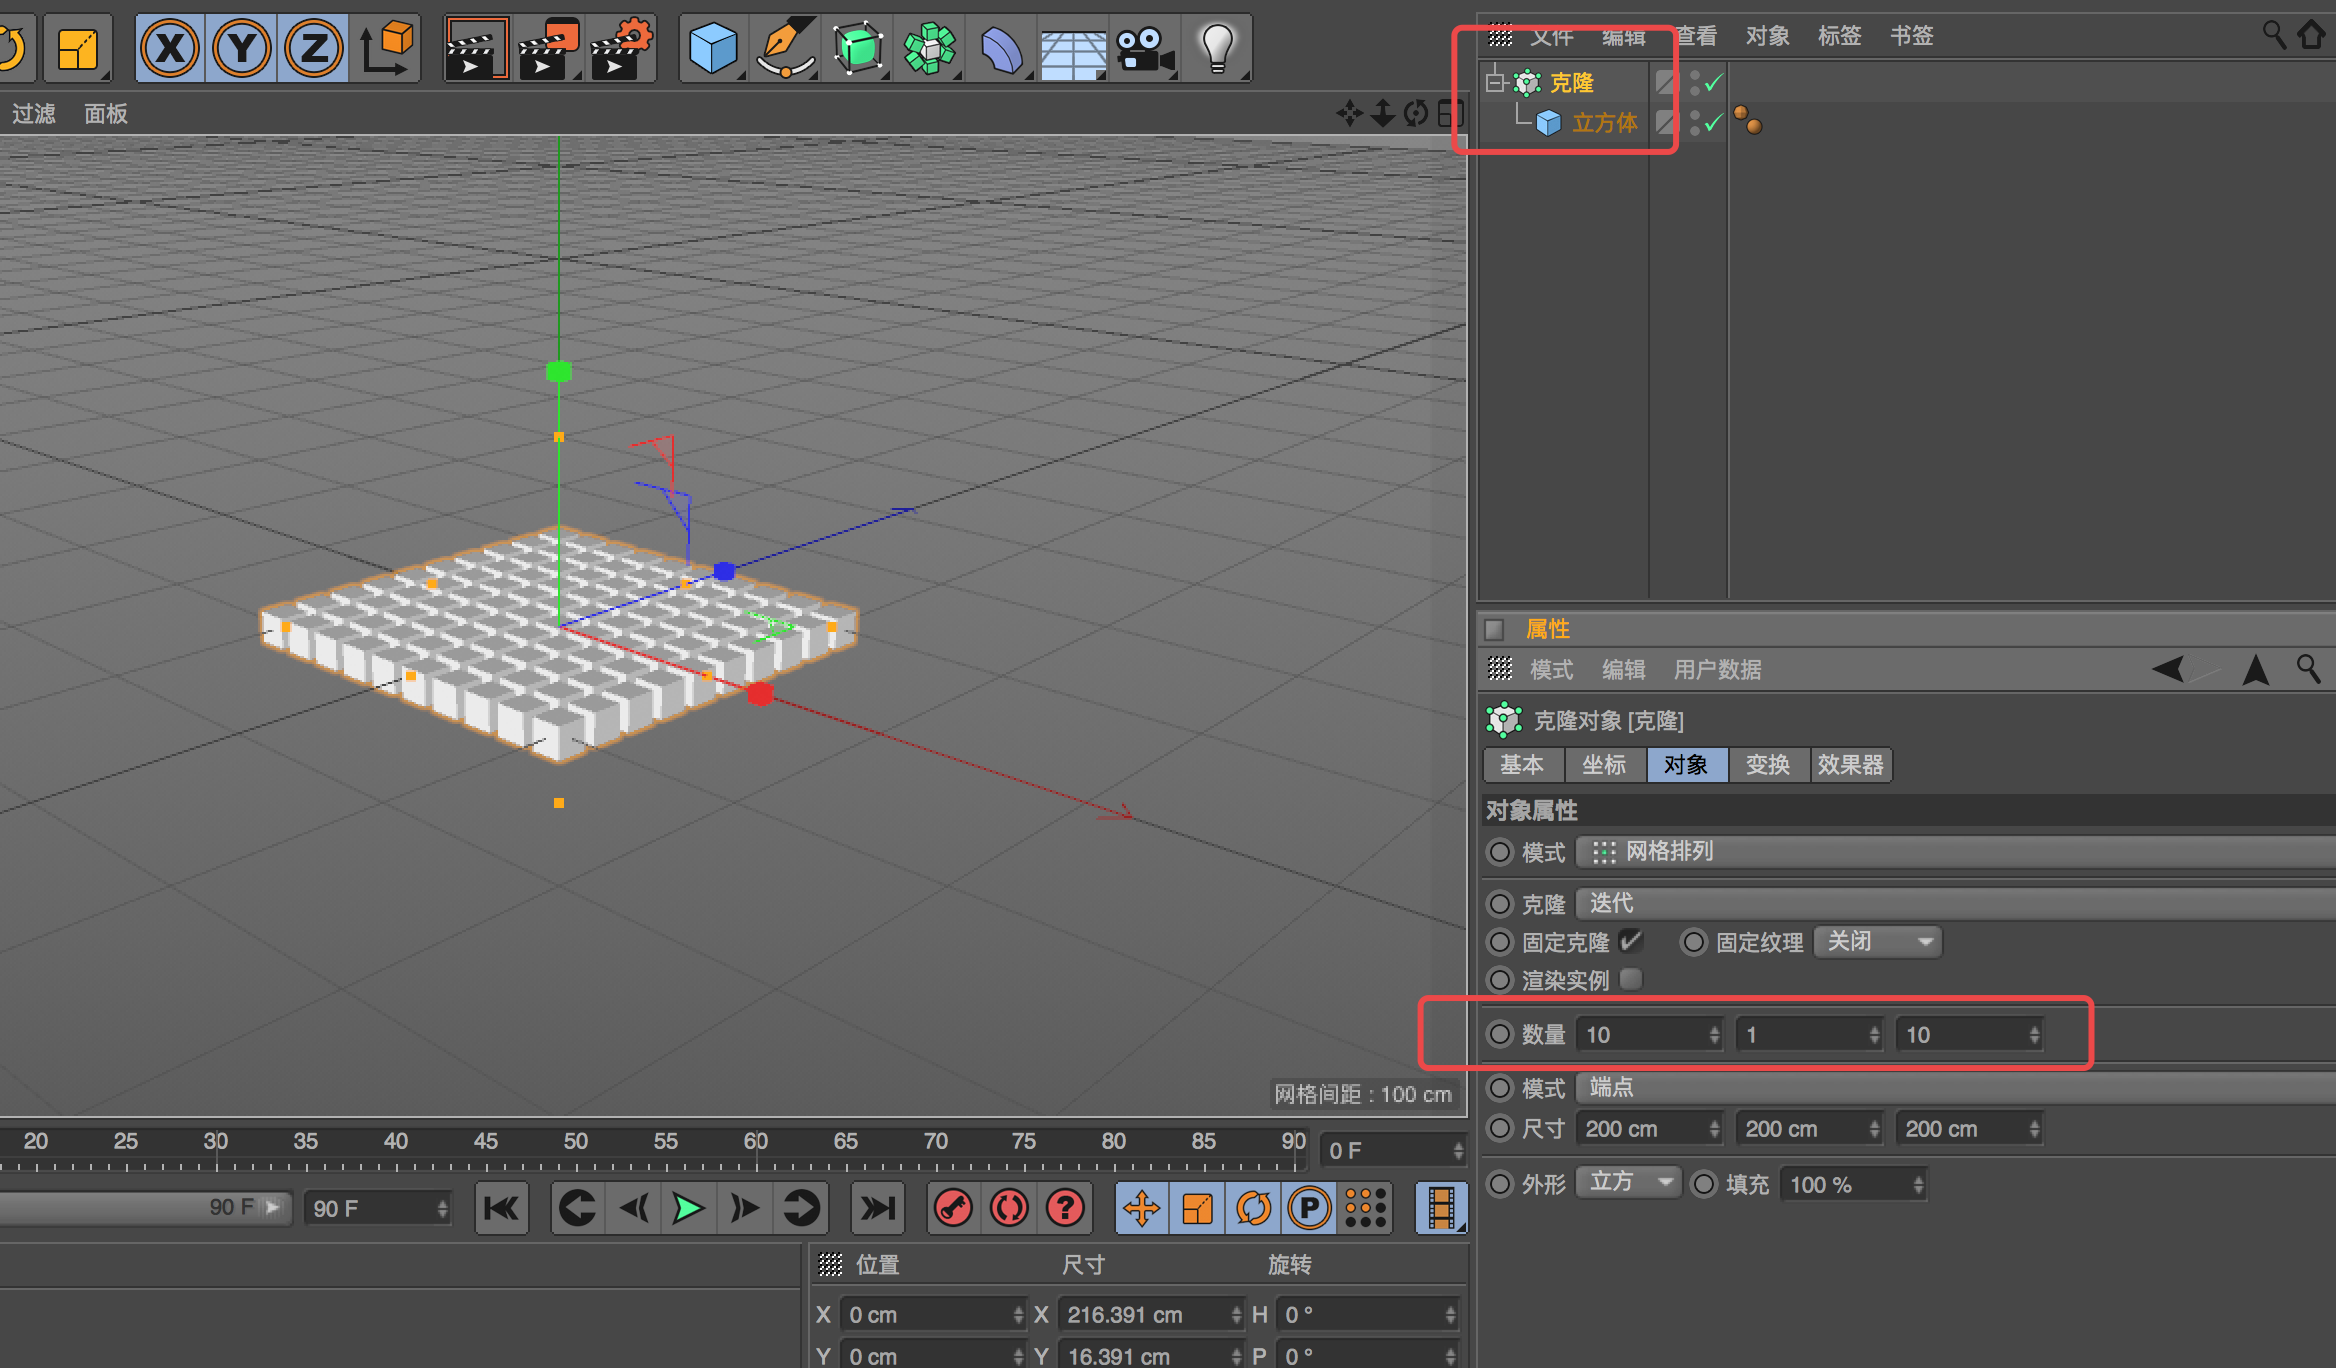 X Y Z
文件 编辑 查看 对象 标签 书签
克隆
立方体
过滤 面板
网格间距 : 100 cm
属性
模式 编辑 用户数据
克隆对象 [克隆]
基本 坐标 对象 变换 效果器
对象属性
模式 网格排列
克隆 迭代
固定克隆 固定纹理 关闭
渲染实例
数量 10 1 10
模式 端点
尺寸 200 cm 200 cm 200 cm
外形 立方 填充 100 %
20 25 30 35 40 45 50 55 60 65 70 75 80 85 90 0 F
90 F 90 F ? P
位置 尺寸 旋转
X 0 cm X 216.391 cm H 0 °
Y 0 cm Y 16.391 cm P 0 °